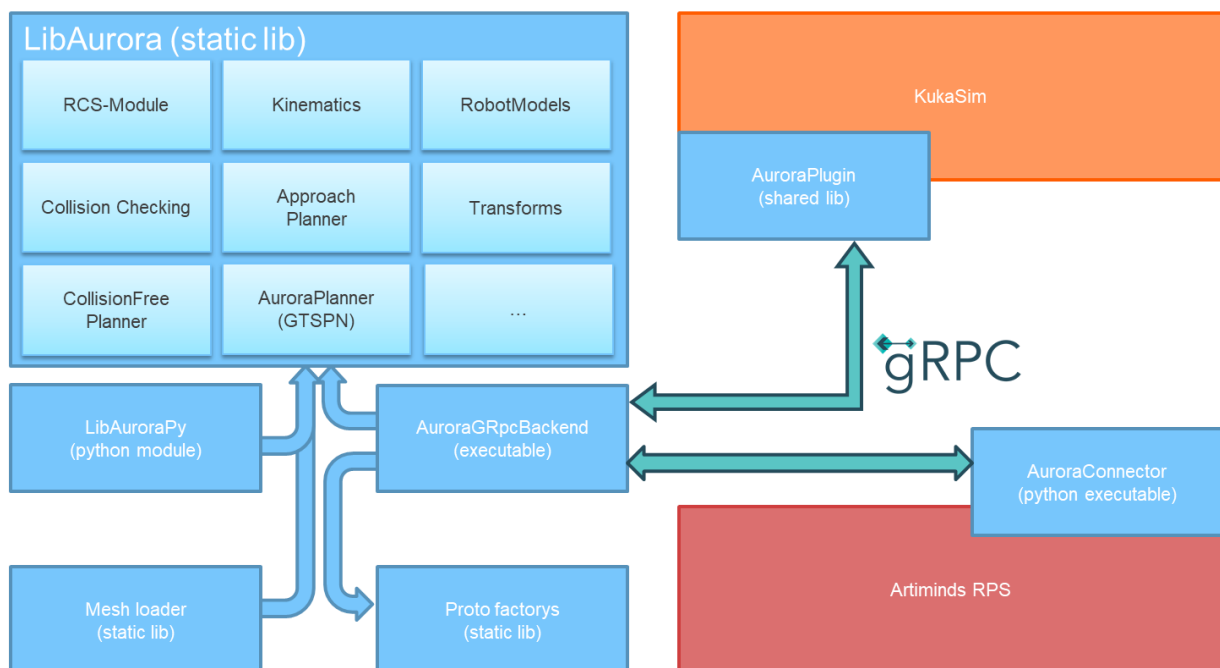 LibAurora (static lib)
RCS-Module
Kinematics
RobotModels
Collision Checking
Approach
Planner
Transforms
CollisionFree
Planner
AuroraPlanner
(GTSPN)
...
KukaSim
AuroraPlugin
(shared lib)
gRPC
LibAuroraPy
(python module)
AuroraGRpcBackend
(executable)
AuroraConnector
(python executable)
Mesh loader
(static lib)
Proto factorys
(static lib)
Artiminds RPS